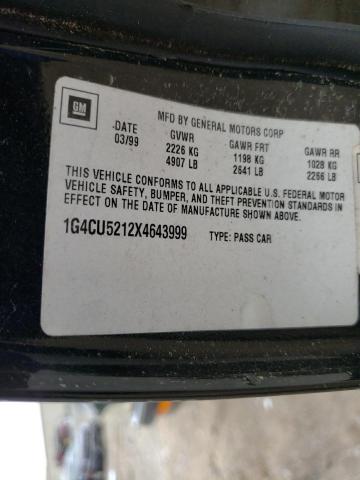 GM
MFD BY GENERAL MOTORS CORP
DATE GVWR GAWR FRT GAWR RR
03/99 2226 KG 1198 KG 1028 KG
4907 LB 2641 LB 2266 LB
THIS VEHICLE CONFORMS TO ALL APPLICABLE U.S. FEDERAL MOTOR
VEHICLE SAFETY, BUMPER, AND THEFT PREVENTION STANDARDS IN
EFFECT ON THE DATE OF MANUFACTURE SHOWN ABOVE.
1G4CU5212X4643999 TYPE: PASS CAR